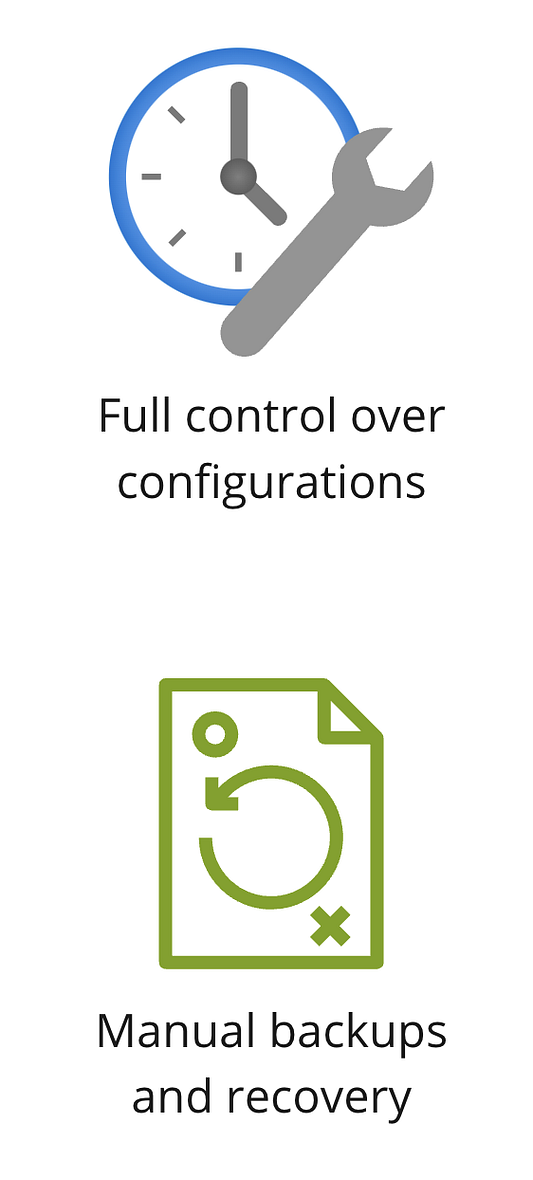 Full control over
configurations
Manual backups
and recovery